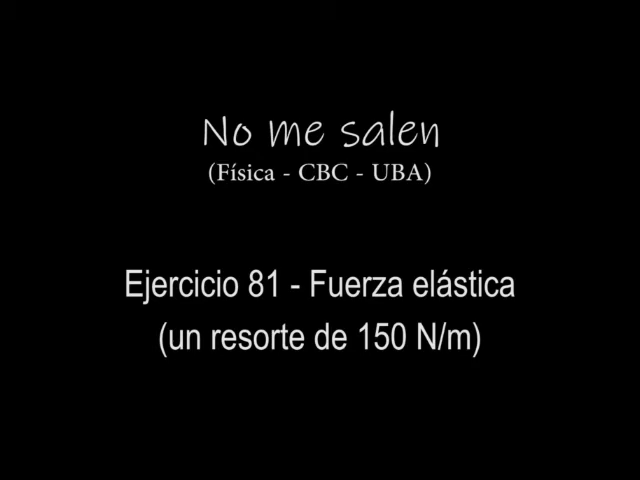 No me salen
(Física - CBC - UBA)
Ejercicio 81 - Fuerza elástica
(un resorte de 150 N/m)